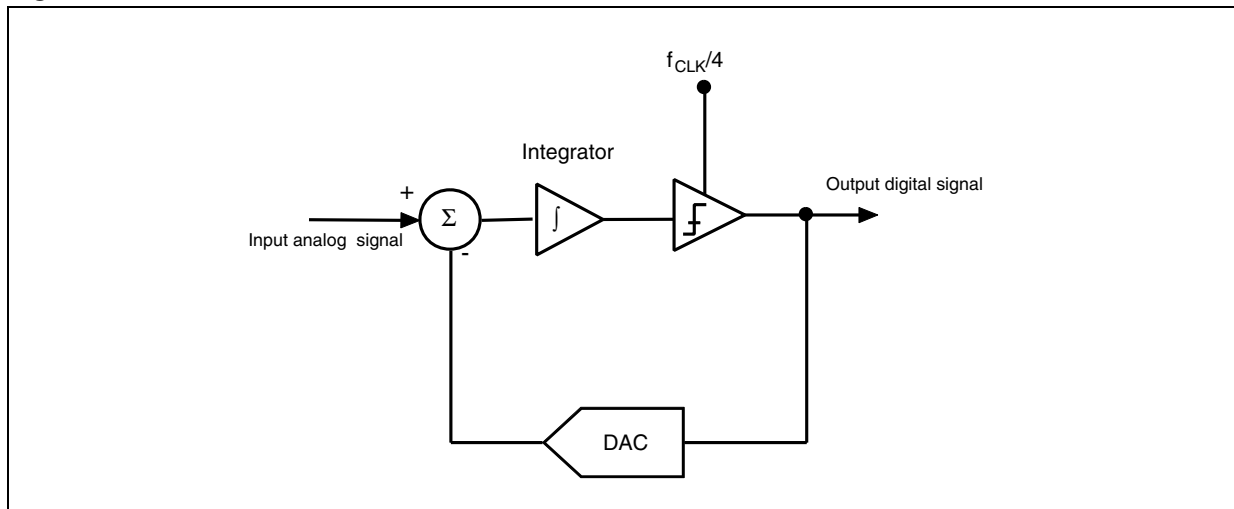 f_CLK/4
Integrator
+
Σ
∫
Output digital signal
Input analog signal
-
DAC